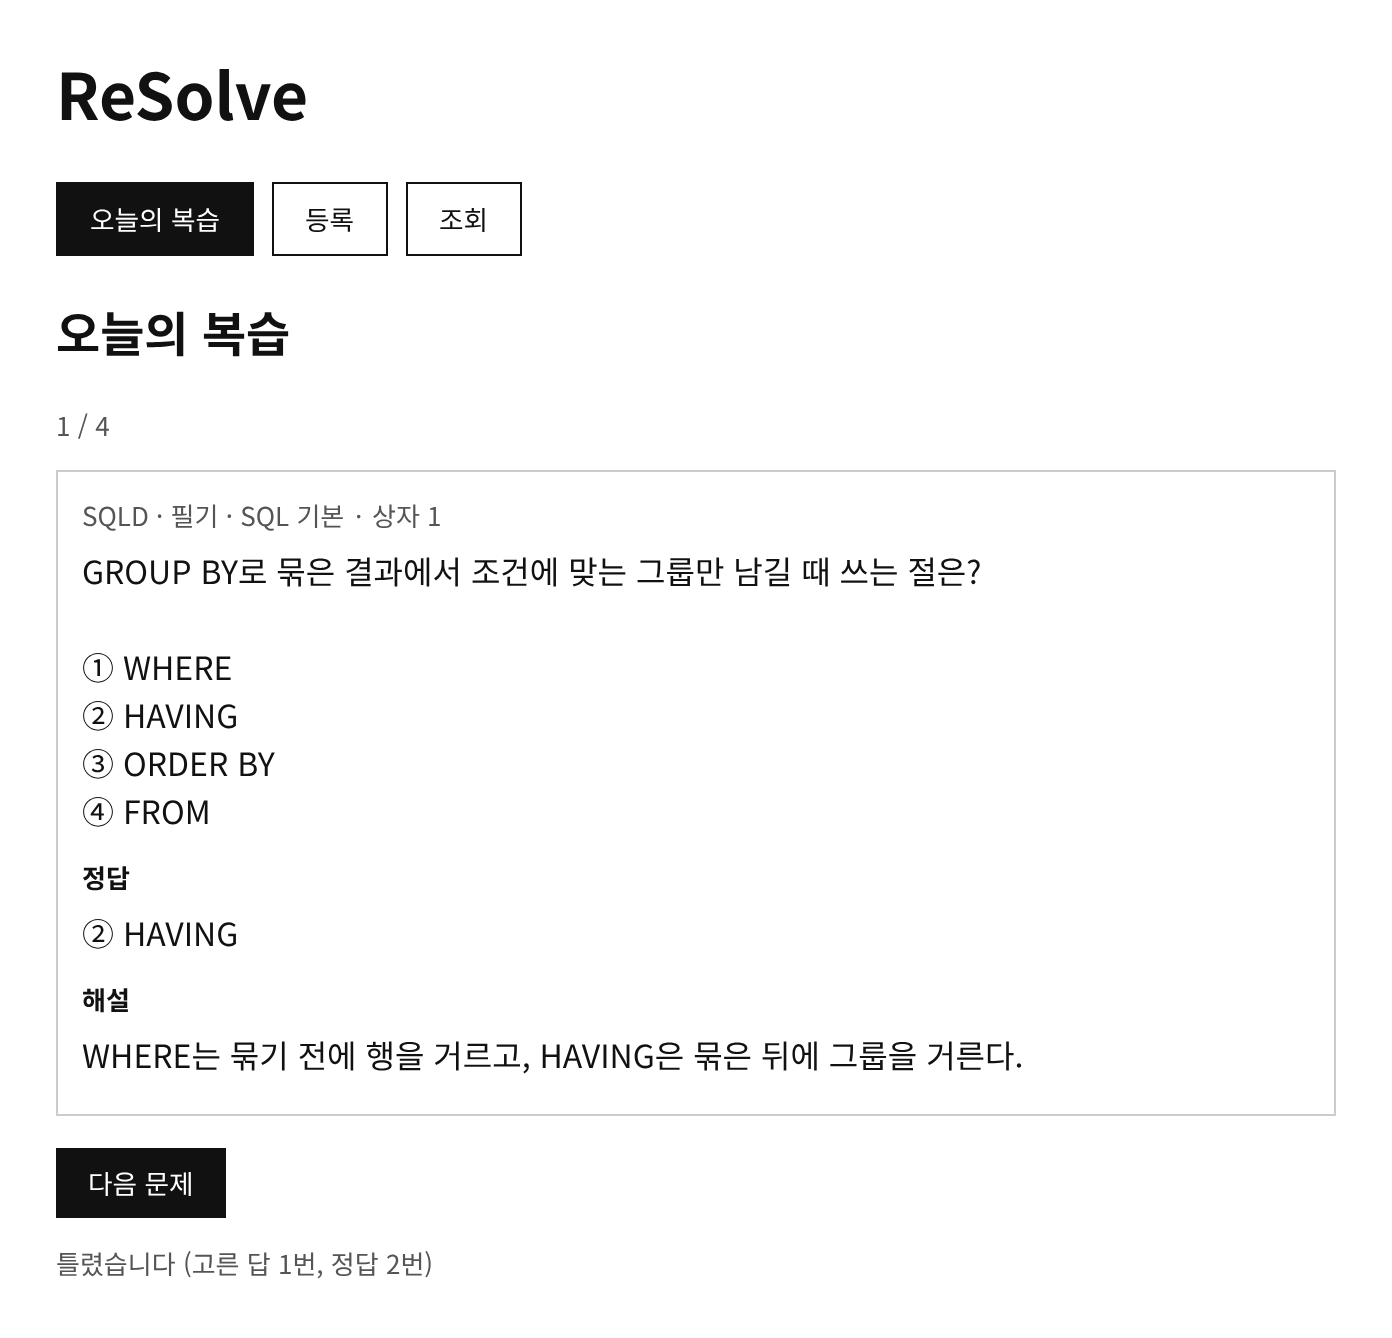 ReSolve
오늘의 복습 등록 조회
오늘의 복습
1 / 4
SQLD · 필기 · SQL 기본 · 상자 1
GROUP BY로 묶은 결과에서 조건에 맞는 그룹만 남길 때 쓰는 절은?
① WHERE
② HAVING
③ ORDER BY
④ FROM
정답
② HAVING
해설
WHERE는 묶기 전에 행을 거르고, HAVING은 묶은 뒤에 그룹을 거른다.
다음 문제
틀렸습니다 (고른 답 1번, 정답 2번)